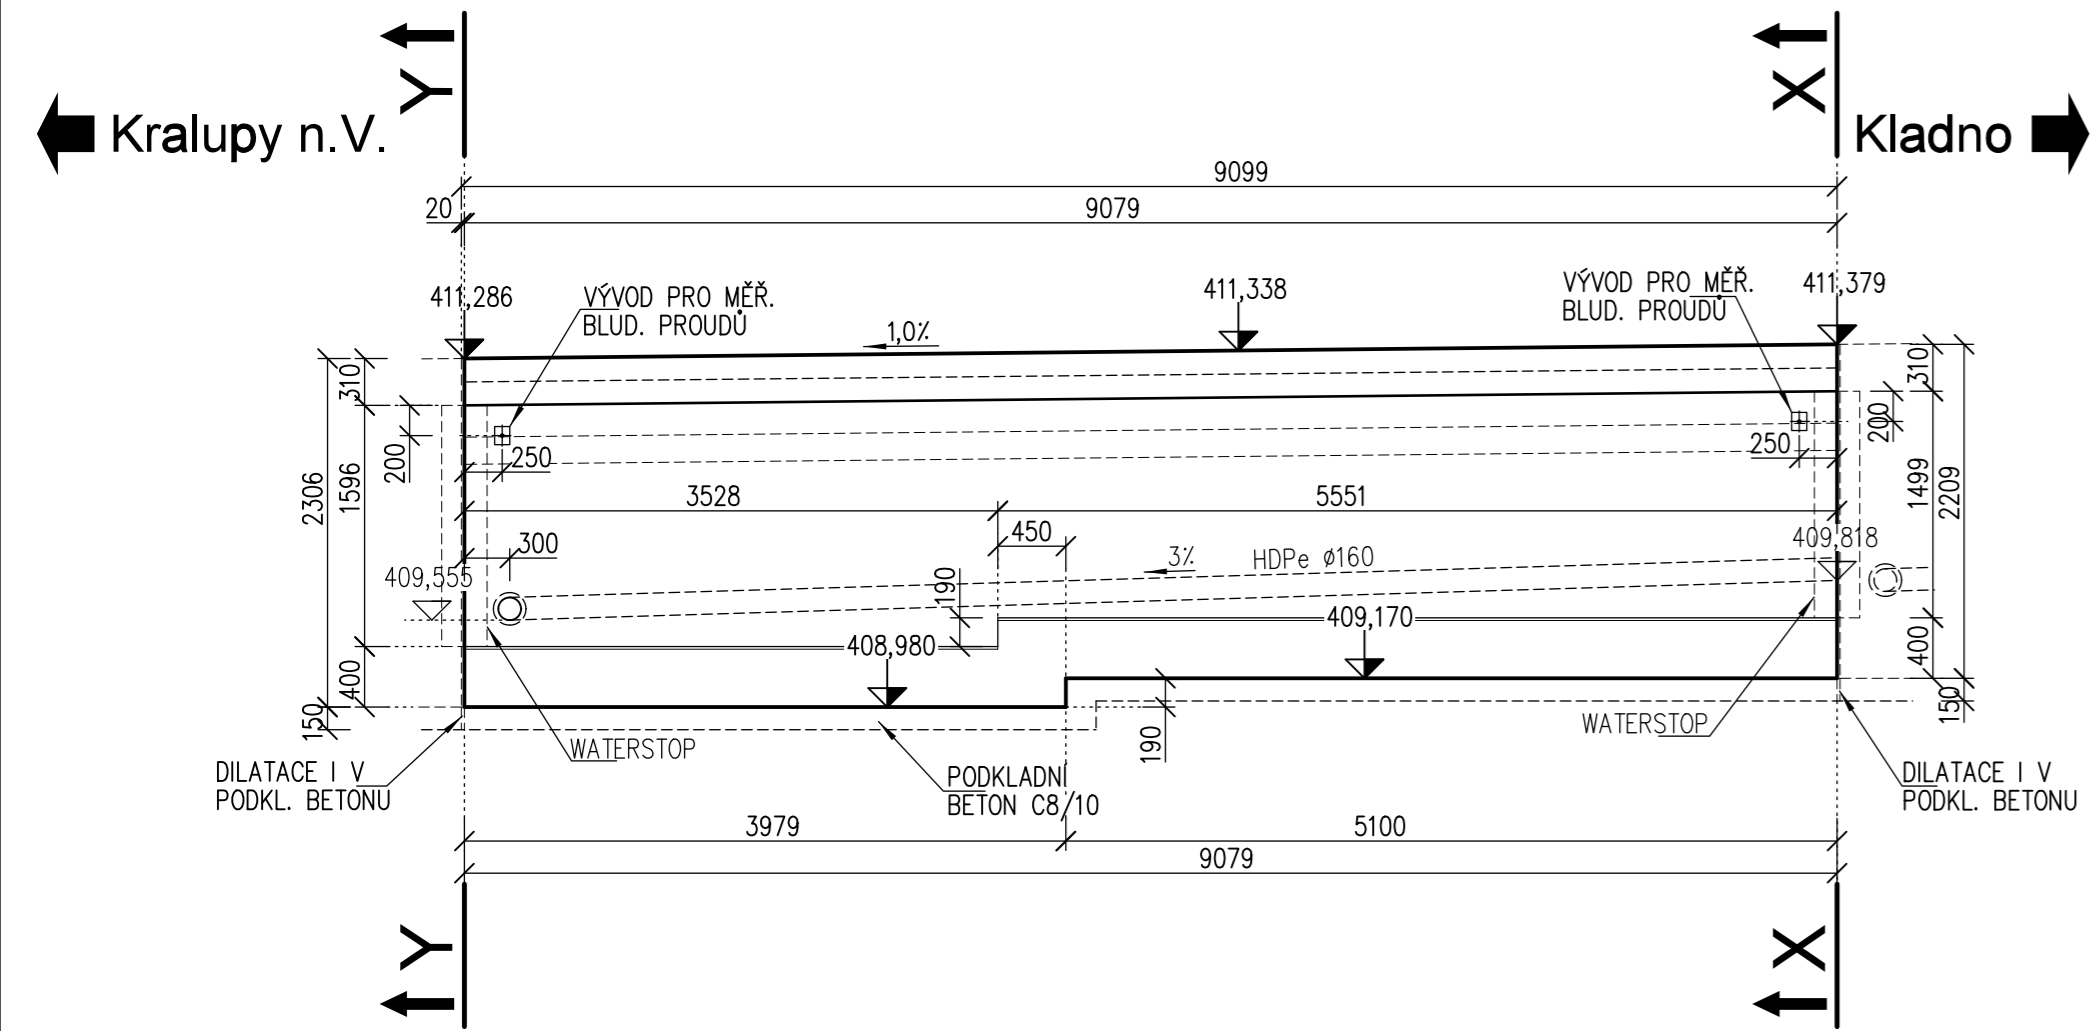 Y
X
Kralupy n.V.
Kladno
9099
20
9079
411,286
VÝVOD PRO MĚŘ.
BLUD. PROUDŮ
411,338
VÝVOD PRO MĚŘ.
BLUD. PROUDŮ
411,379
1,0%
310
310
200
200
250
250
2306
1596
1499
2209
3528
5551
450
300
409,555
190
3%
HDPe ø160
409,818
408,980
409,170
400
400
150
150
190
WATERSTOP
WATERSTOP
DILATACE I V
PODKL. BETONU
PODKLADNÍ
BETON C8/10
DILATACE I V
PODKL. BETONU
3979
5100
9079
Y
X